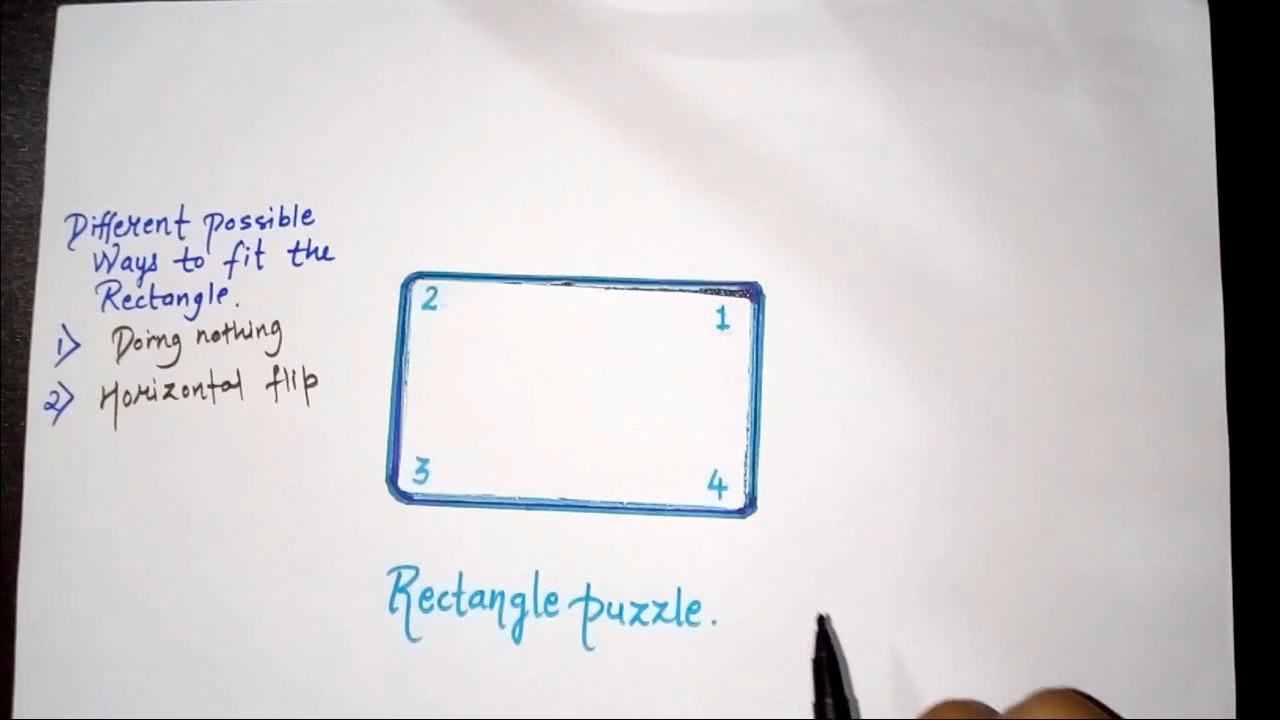 Different possible
Ways to fit the
Rectangle.
1) Doing nothing
2) Horizontal flip
2 1
3 4
Rectangle puzzle.